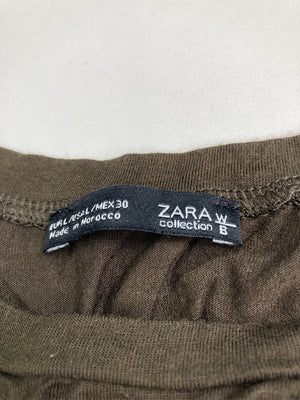 EUR L/USA L/MEX 30
Made in Morocco
ZARA W/B
collection